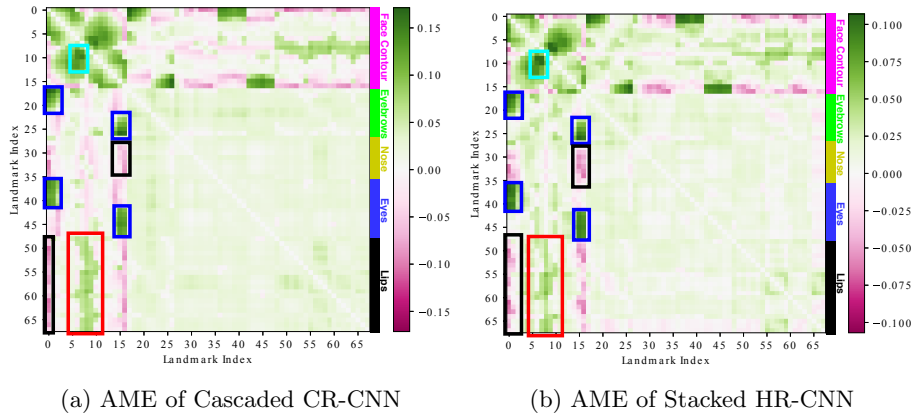 0
5
10
15
20
25
30
35
40
45
50
55
60
65
Landmark Index
0 5 10 15 20 25 30 35 40 45 50 55 60 65
Landmark Index
Face Contour
Eyebrows
Nose
Eyes
Lips
0.15
0.10
0.05
0.00
−0.05
−0.10
−0.15
(a) AME of Cascaded CR-CNN
0
5
10
15
20
25
30
35
40
45
50
55
60
65
Landmark Index
0 5 10 15 20 25 30 35 40 45 50 55 60 65
Landmark Index
Face Contour
Eyebrows
Nose
Eyes
Lips
0.100
0.075
0.050
0.025
0.000
−0.025
−0.050
−0.075
−0.100
(b) AME of Stacked HR-CNN